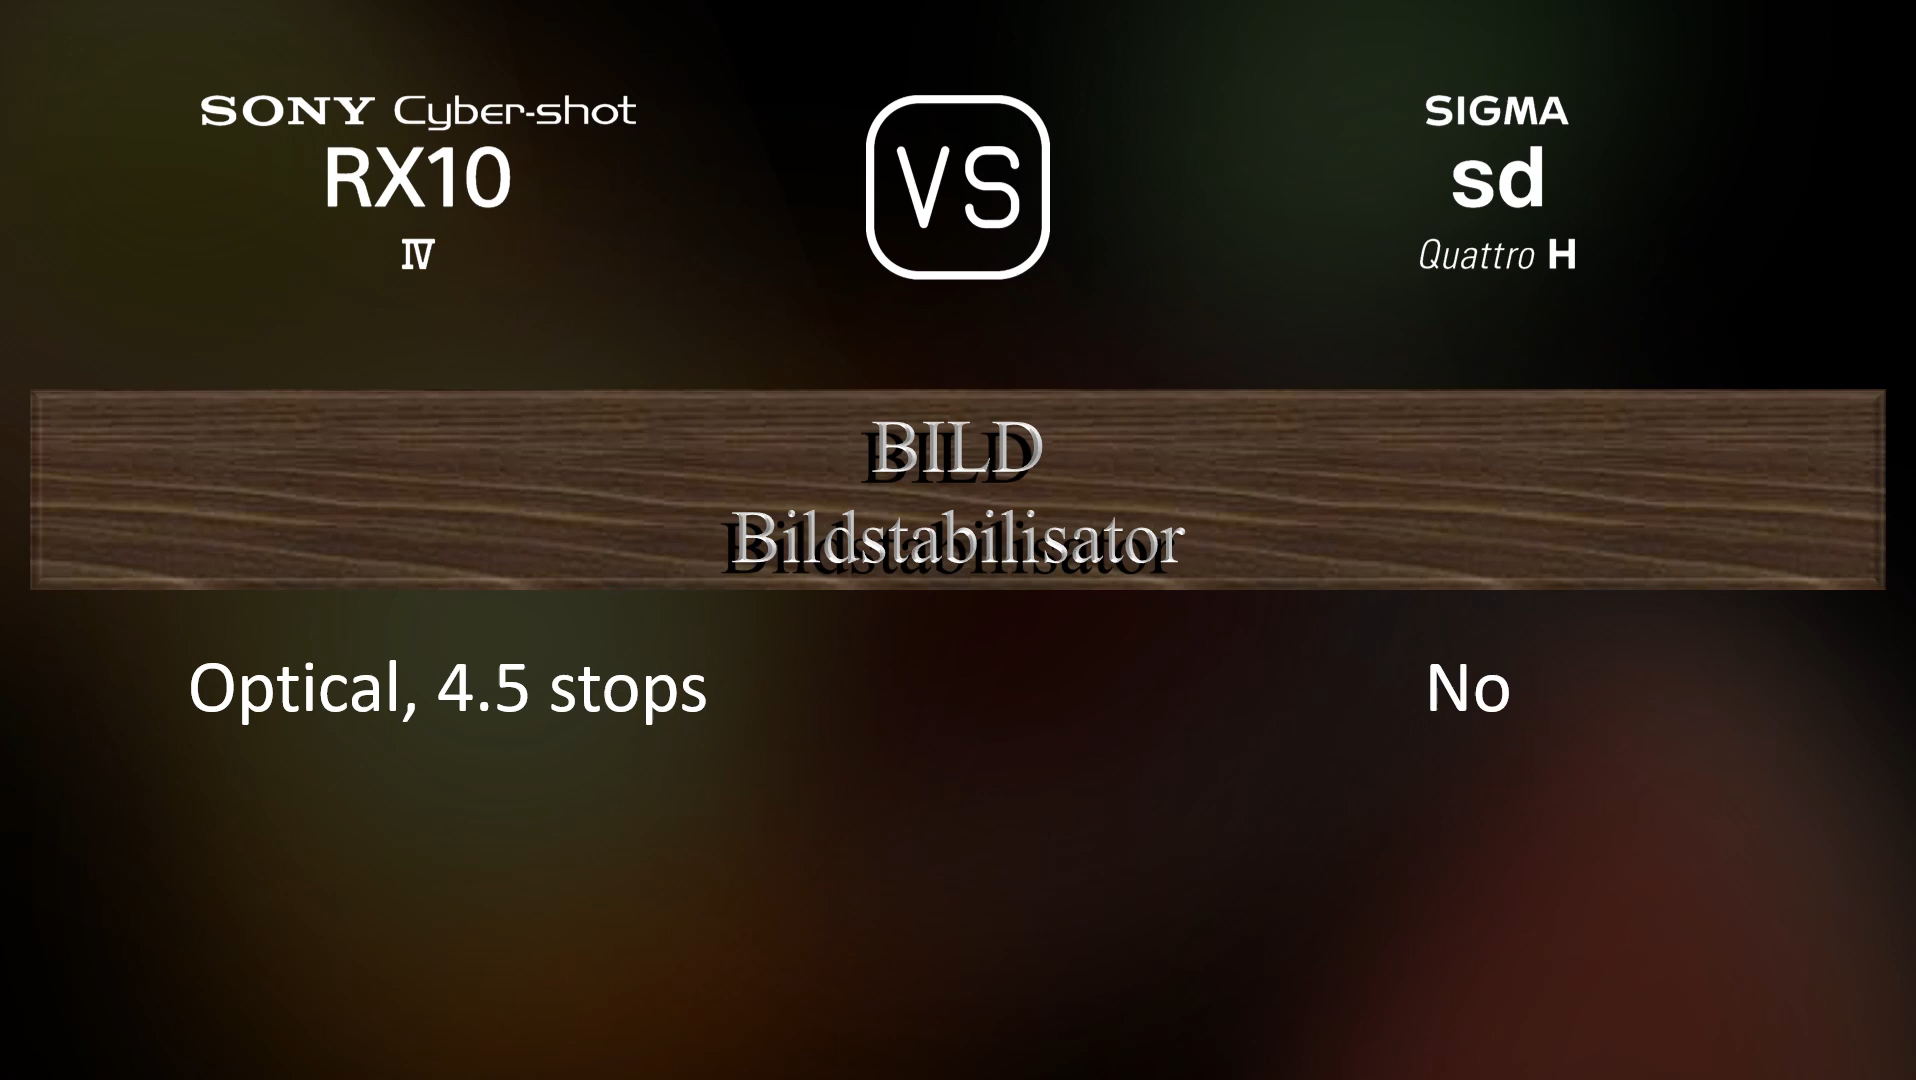 SONY Cyber-shot
RX10
IV
VS
SIGMA
sd
Quattro H
BILD
Bildstabilisator
Optical, 4.5 stops
No